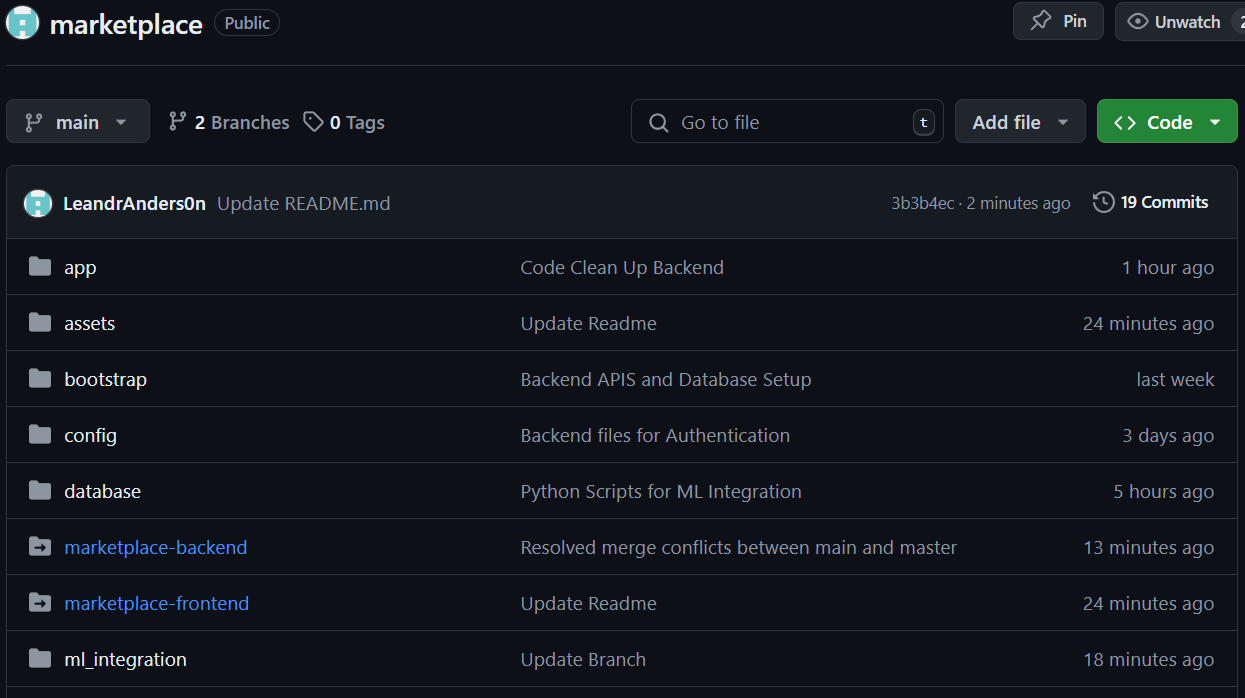 marketplace Public Pin Unwatch 2
main 2 Branches 0 Tags Go to file t Add file Code
LeandrAnders0n Update README.md 3b3b4ec · 2 minutes ago 19 Commits
app Code Clean Up Backend 1 hour ago
assets Update Readme 24 minutes ago
bootstrap Backend APIS and Database Setup last week
config Backend files for Authentication 3 days ago
database Python Scripts for ML Integration 5 hours ago
marketplace-backend Resolved merge conflicts between main and master 13 minutes ago
marketplace-frontend Update Readme 24 minutes ago
ml_integration Update Branch 18 minutes ago